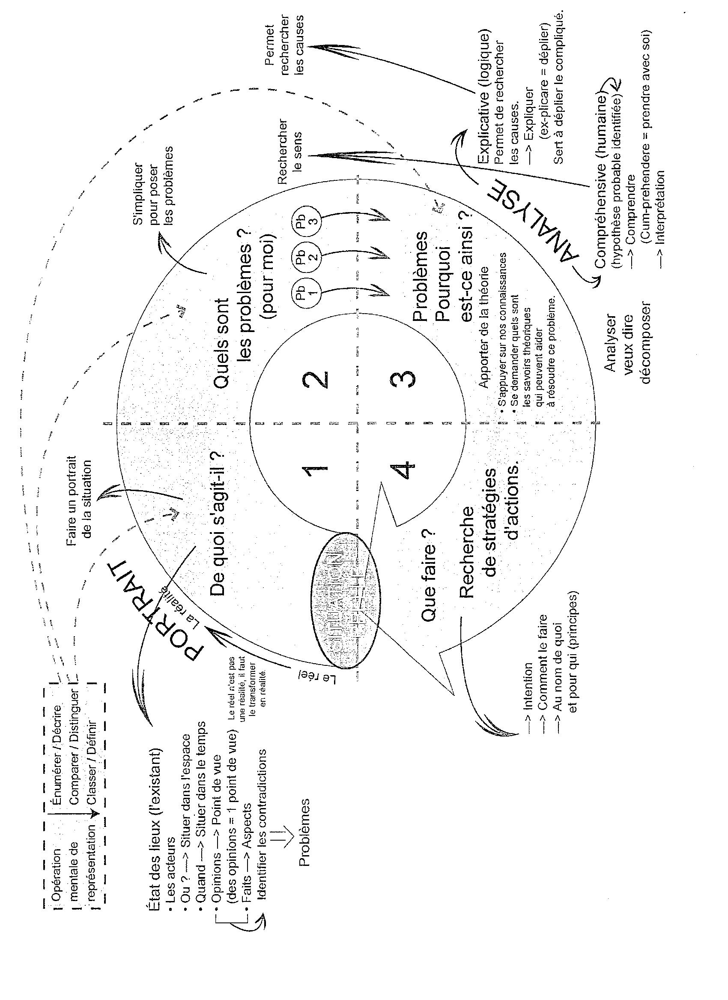 Opération
mentale de
représentation
Énumérer / Décrire
Comparer / Distinguer
Classer / Définir
Faire un portrait
de la situation
S'impliquer
pour poser
les problèmes
Permet
rechercher
les causes
Rechercher
le sens
PORTRAIT
La réalité
Le réel
Le réel n'est pas
une réalité, il faut
le transformer
en réalité.
État des lieux (l'existant)
• Les acteurs
• Ou ? —> Situer dans l'espace
• Quand —> Situer dans le temps
• Opinions —> Point de vue
(des opinions = 1 point de vue)
• Faits —> Aspects
Identifier les contradictions
Problèmes
De quoi s'agit-il ?
Quels sont
les problèmes ?
(pour moi)
Pb
1
Pb
2
Pb
3
1
2
3
4
SITUATION
Problèmes
Pourquoi
est-ce ainsi ?
Apporter de la théorie
• S'appuyer sur nos connaissances
• Se demander quels sont
les savoirs théoriques
qui peuvent aider
à résoudre ce problème.
Que faire ?
Recherche
de stratégies
d'actions.
—> Intention
—> Comment le faire
—> Au nom de quoi
et pour qui (principes)
ANALYSE
Explicative (logique)
Permet de rechercher
les causes.
—> Expliquer
(ex-plicare = déplier)
Sert à déplier le compliqué.
Compréhensive (humaine)
(hypothèse probable identifiée)
—> Comprendre
(Cum-prehendere = prendre avec soi)
—> Interprétation
Analyser
veux dire
décomposer